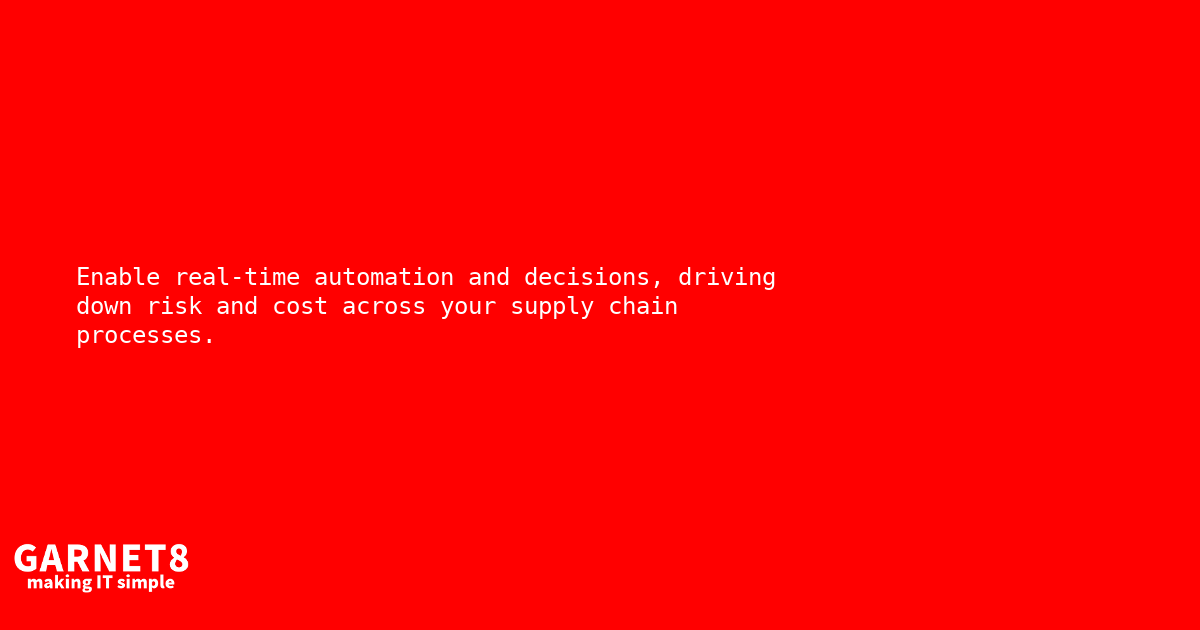 Enable real-time automation and decisions, driving
down risk and cost across your supply chain
processes.
GARNET8
making IT simple